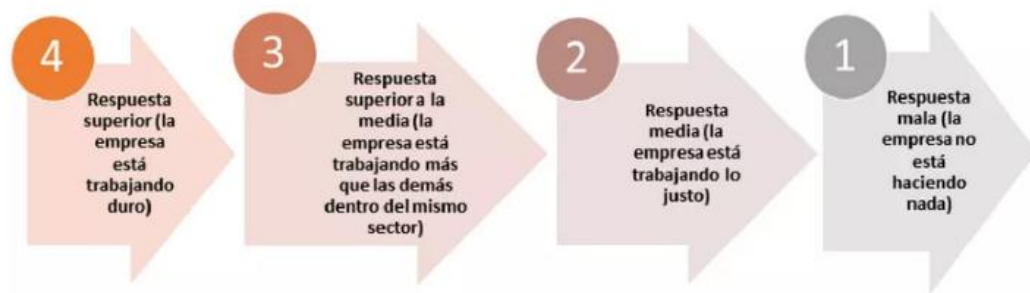 4
Respuesta
superior (la
empresa
está
trabajando
duro)
3
Respuesta
superior a la
media (la
empresa está
trabajando más
que las demás
dentro del mismo
sector)
2
Respuesta
media (la
empresa está
trabajando lo
justo)
1
Respuesta
mala (la
empresa no
está
haciendo
nada)